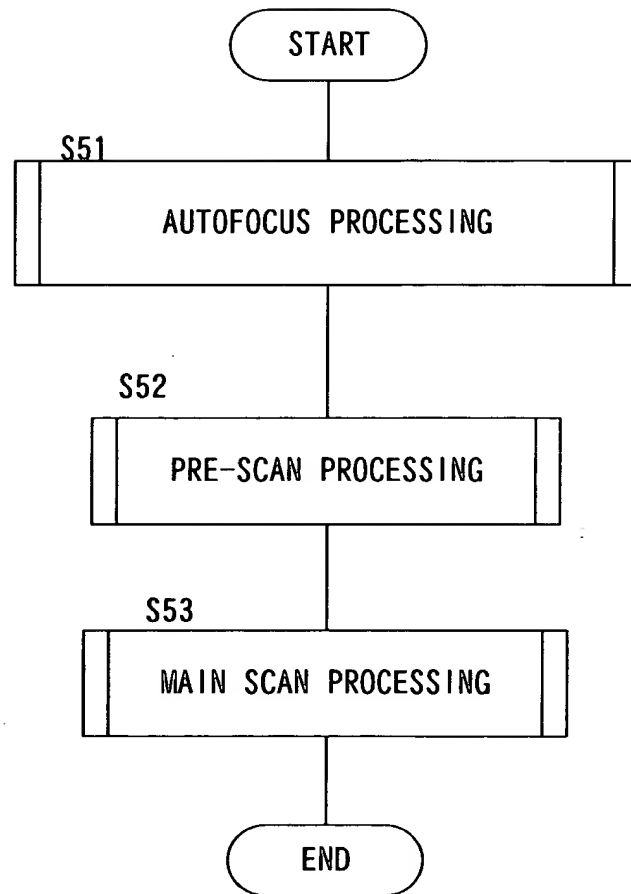 START
S51
AUTOFOCUS PROCESSING
S52
PRE-SCAN PROCESSING
S53
MAIN SCAN PROCESSING
END